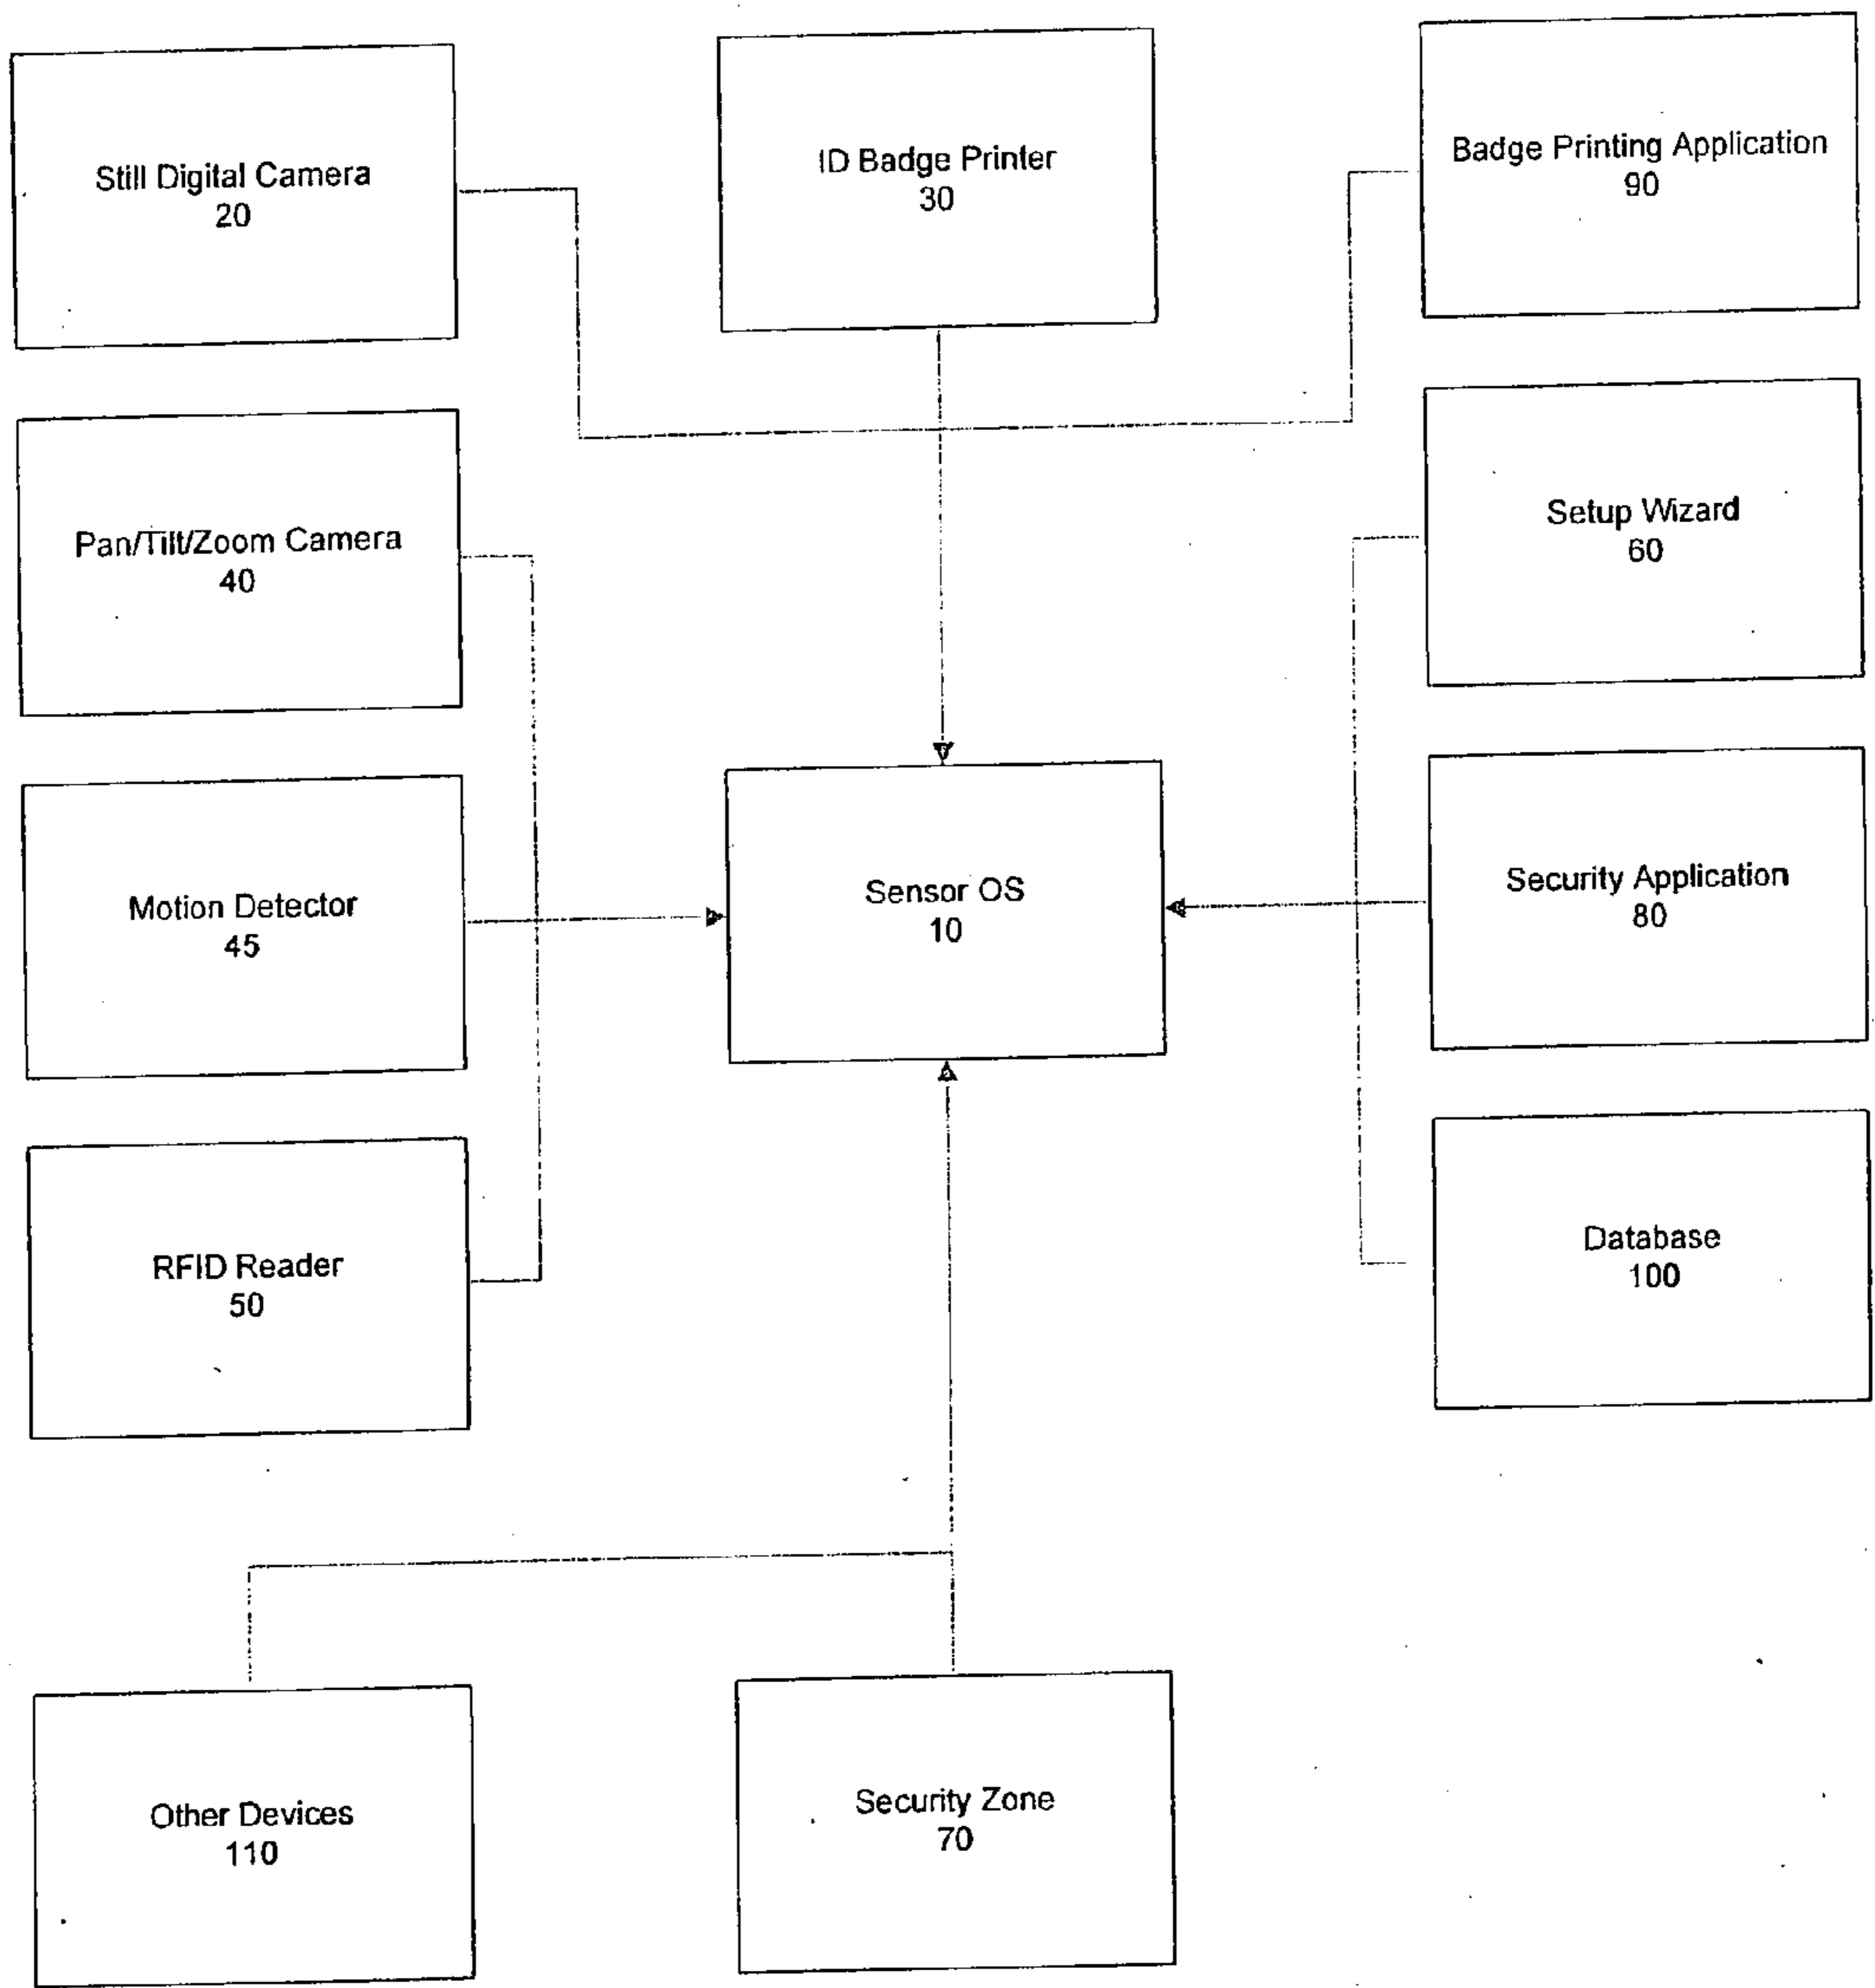 Still Digital Camera
20
ID Badge Printer
30
Badge Printing Application
90
Pan/Tilt/Zoom Camera
40
Setup Wizard
60
Motion Detector
45
Sensor OS
10
Security Application
80
RFID Reader
50
Database
100
Other Devices
110
Security Zone
70